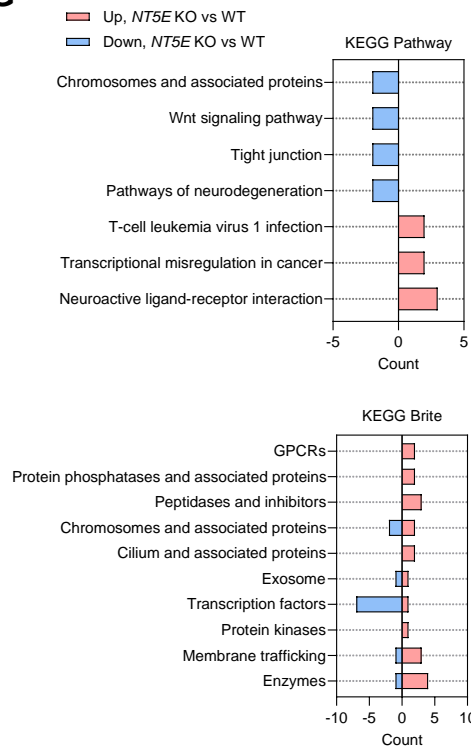 Up, NT5E KO vs WT
Down, NT5E KO vs WT
KEGG Pathway
Chromosomes and associated proteins
Wnt signaling pathway
Tight junction
Pathways of neurodegeneration
T-cell leukemia virus 1 infection
Transcriptional misregulation in cancer
Neuroactive ligand-receptor interaction
-5 0 5
Count
KEGG Brite
GPCRs
Protein phosphatases and associated proteins
Peptidases and inhibitors
Chromosomes and associated proteins
Cilium and associated proteins
Exosome
Transcription factors
Protein kinases
Membrane trafficking
Enzymes
-10 -5 0 5 10
Count